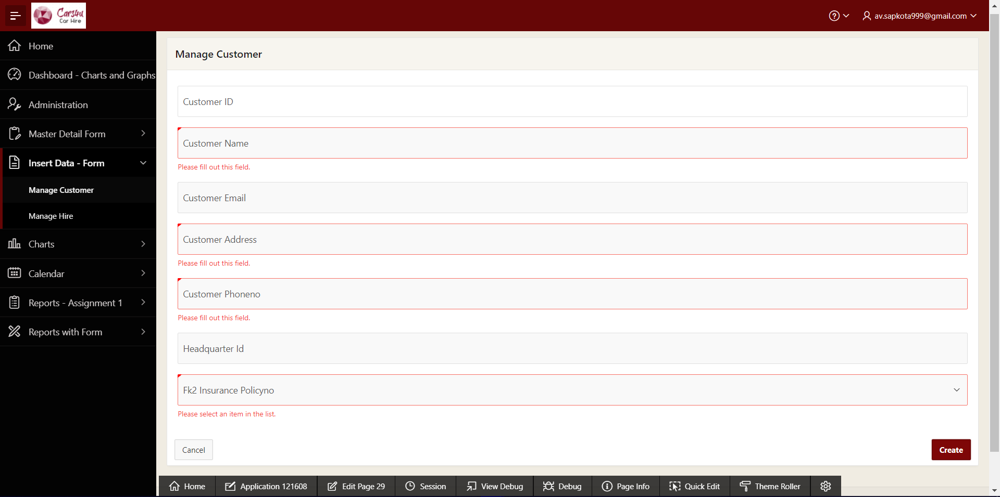 Cars4u
Car Hire
av.sapkota999@gmail.com
Home
Dashboard - Charts and Graphs
Administration
Master Detail Form
Insert Data - Form
Manage Customer
Manage Hire
Charts
Calendar
Reports - Assignment 1
Reports with Form
Manage Customer
Customer ID
Customer Name
Please fill out this field.
Customer Email
Customer Address
Please fill out this field.
Customer Phoneno
Please fill out this field.
Headquarter Id
Fk2 Insurance Policyno
Please select an item in the list.
Cancel
Create
Home
Application 121608
Edit Page 29
Session
View Debug
Debug
Page Info
Quick Edit
Theme Roller